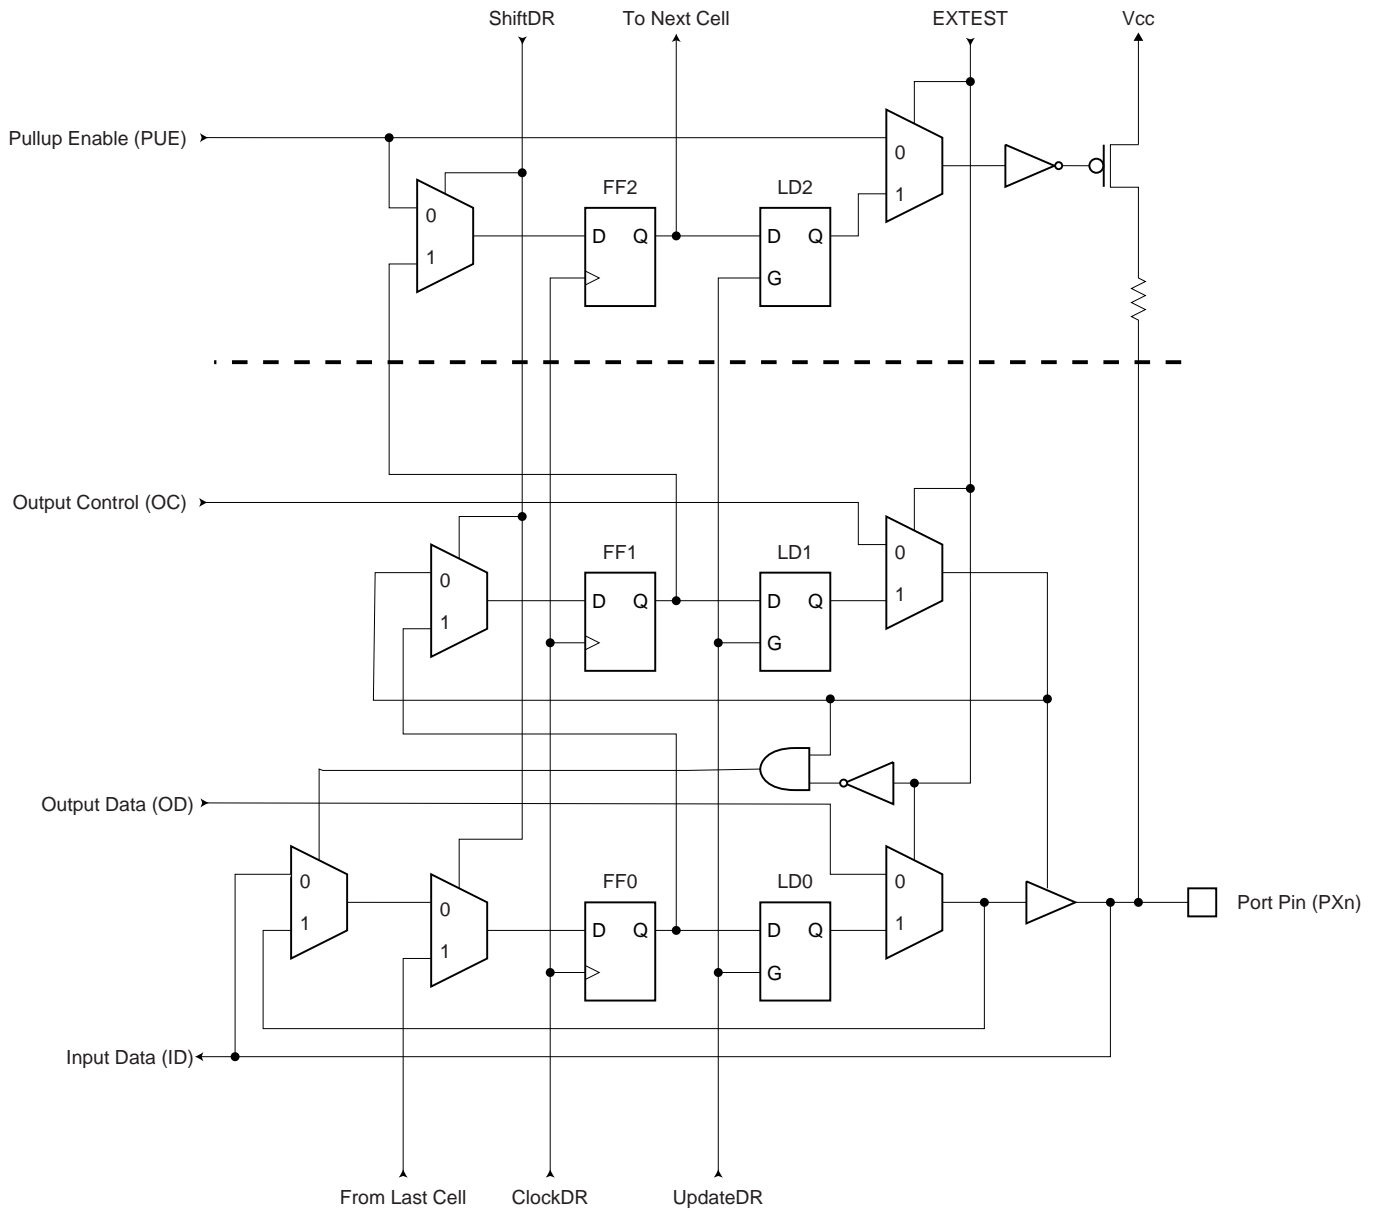 ShiftDR
To Next Cell
EXTEST
Vcc
Pullup Enable (PUE)
0
1
FF2
D Q
LD2
D Q
G
0
1
Output Control (OC)
0
1
FF1
D Q
LD1
D Q
G
0
1
Output Data (OD)
0
1
0
1
FF0
D Q
LD0
D Q
G
0
1
Port Pin (PXn)
Input Data (ID)
From Last Cell
ClockDR
UpdateDR